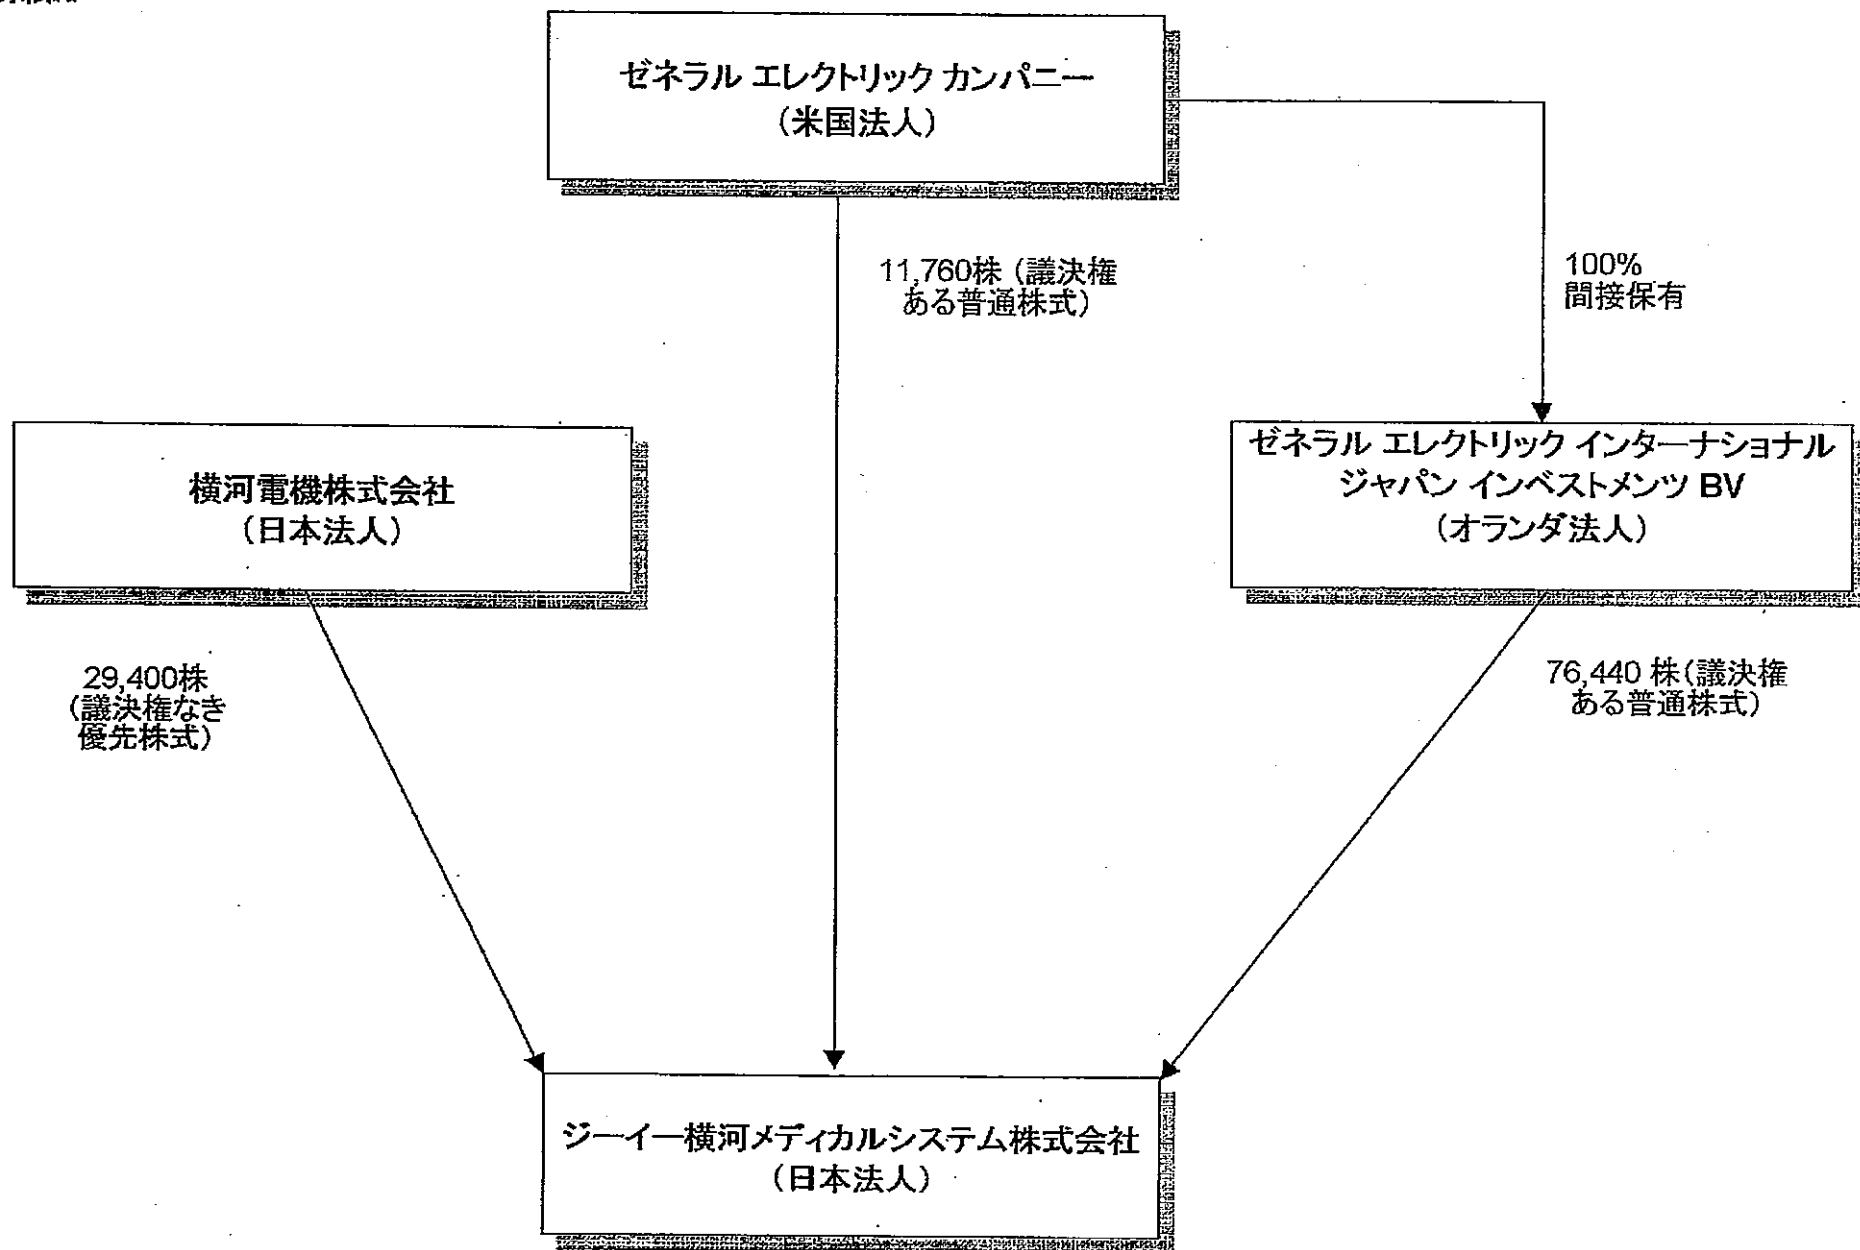 ゼネラル エレクトリック カンパニー
（米国法人）
11,760株（議決権
ある普通株式）
100%
間接保有
横河電機株式会社
（日本法人）
ゼネラル エレクトリック インターナショナル
ジャパン インベストメンツ BV
（オランダ法人）
29,400株
（議決権なき
優先株式）
76,440 株（議決権
ある普通株式）
ジーイー横河メディカルシステム株式会社
（日本法人）